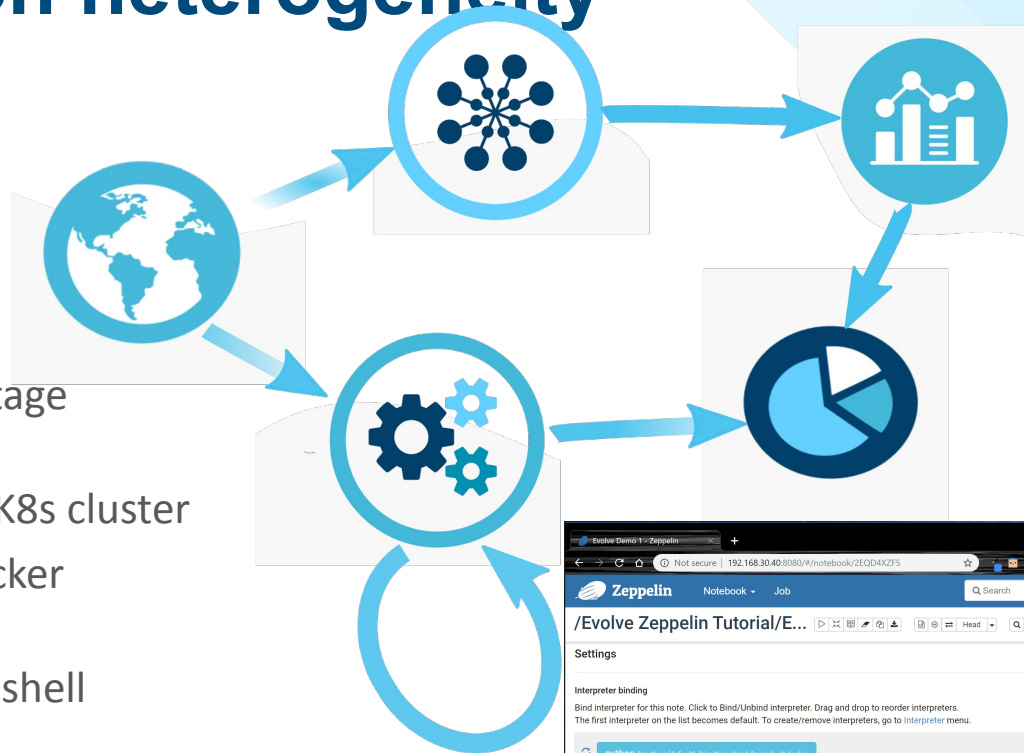 on heterogeneity
tage
K8s cluster
cker
shell
Evolve Demo 1 - Zeppelin
Not secure | 192.168.30.40:8080/#/notebook/2EQD4XZF5
Zeppelin Notebook Job Search
/Evolve Zeppelin Tutorial/E... Head
Settings
Interpreter binding
Bind interpreter for this note. Click to Bind/Unbind interpreter. Drag and drop to reorder interpreters.
The first interpreter on the list becomes default. To create/remove interpreters, go to Interpreter menu.
python